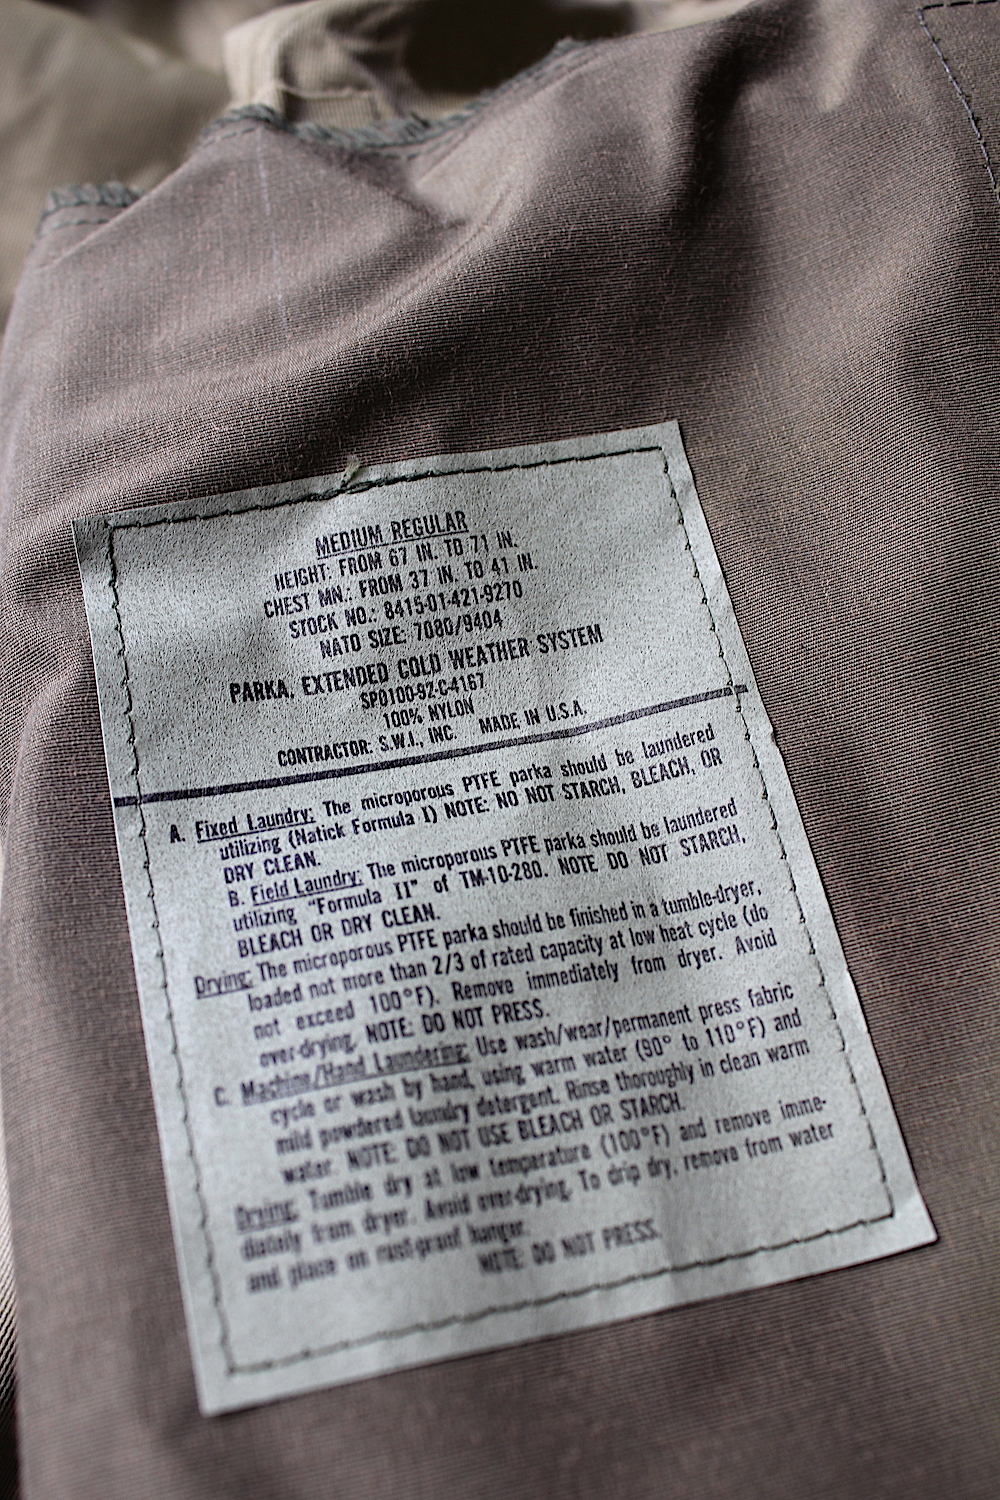 MEDIUM REGULAR
HEIGHT: FROM 67 IN. TO 71 IN.
CHEST MN.: FROM 37 IN. TO 41 IN.
STOCK NO.: 8415-01-421-9270
NATO SIZE: 7080/9404
PARKA, EXTENDED COLD WEATHER SYSTEM
SP0100-92-C-4167
100% NYLON
CONTRACTOR: S.W.I., INC. MADE IN U.S.A.
A. Fixed Laundry: The microporous PTFE parka should be laundered
utilizing (Natick Formula I) NOTE: NO NOT STARCH, BLEACH, OR
DRY CLEAN.
B. Field Laundry: The microporous PTFE parka should be laundered
utilizing "Formula II" of TM-10-280. NOTE DO NOT STARCH,
BLEACH OR DRY CLEAN.
Drying: The microporous PTFE parka should be finished in a tumble-dryer,
loaded not more than 2/3 of rated capacity at low heat cycle (do
not exceed 100°F). Remove immediately from dryer. Avoid
over-drying. NOTE: DO NOT PRESS.
C. Machine/Hand Laundering: Use wash/wear/permanent press fabric
cycle or wash by hand, using warm water (90° to 110°F) and
mild powdered laundry detergent. Rinse thoroughly in clean warm
water. NOTE: DO NOT USE BLEACH OR STARCH.
Drying: Tumble dry at low temperature (100°F) and remove imme-
diately from dryer. Avoid over-drying. To drip dry, remove from water
and place on rust-proof hanger.
NOTE: DO NOT PRESS.